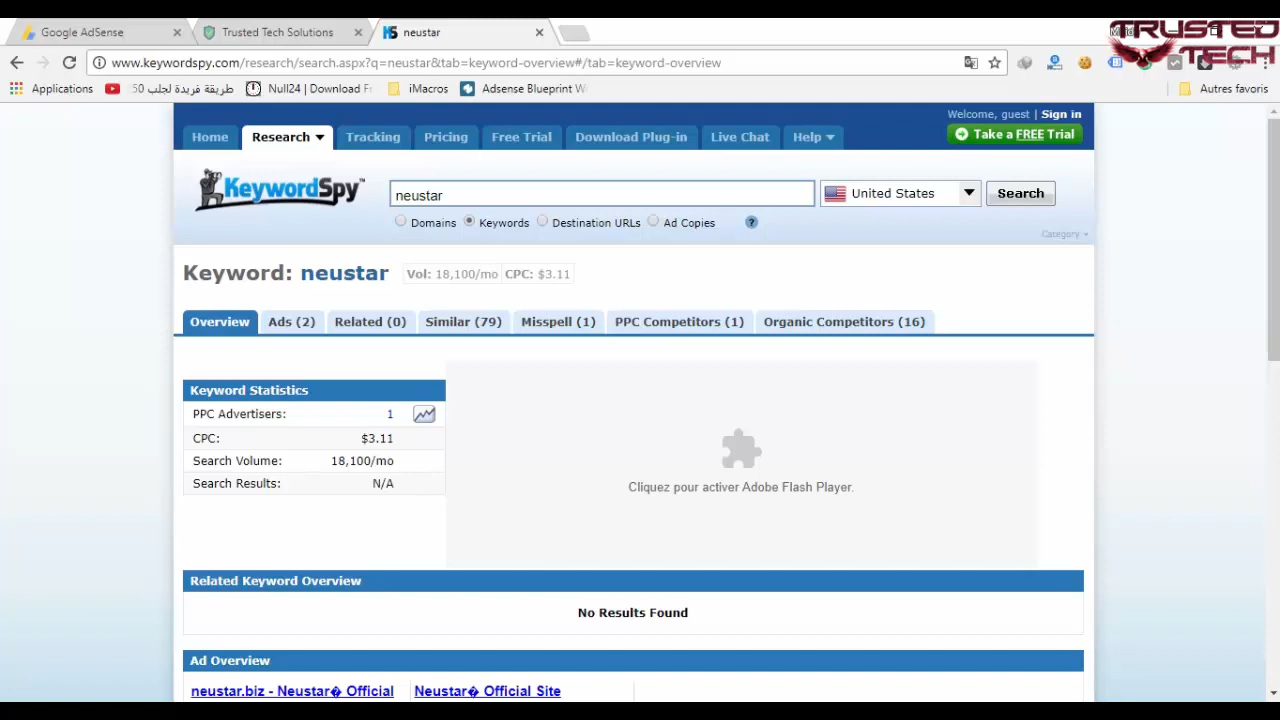 Google AdSense
Trusted Tech Solutions
neustar
TRUSTED
TECH
www.keywordspy.com/research/search.aspx?q=neustar&tab=keyword-overview#/tab=keyword-overview
Applications
طريقة فريدة لجلب 50
Null24 | Download Fr
iMacros
Adsense Blueprint W
Autres favoris
Welcome, guest | Sign in
Home
Research
Tracking
Pricing
Free Trial
Download Plug-in
Live Chat
Help
Take a FREE Trial
KeywordSpy™
neustar
United States
Search
Domains
Keywords
Destination URLs
Ad Copies
?
Category
Keyword: neustar
Vol: 18,100/mo
CPC: $3.11
Overview
Ads (2)
Related (0)
Similar (79)
Misspell (1)
PPC Competitors (1)
Organic Competitors (16)
Keyword Statistics
PPC Advertisers: 1
CPC: $3.11
Search Volume: 18,100/mo
Search Results: N/A
Cliquez pour activer Adobe Flash Player.
Related Keyword Overview
No Results Found
Ad Overview
neustar.biz - Neustar� Official
Neustar� Official Site